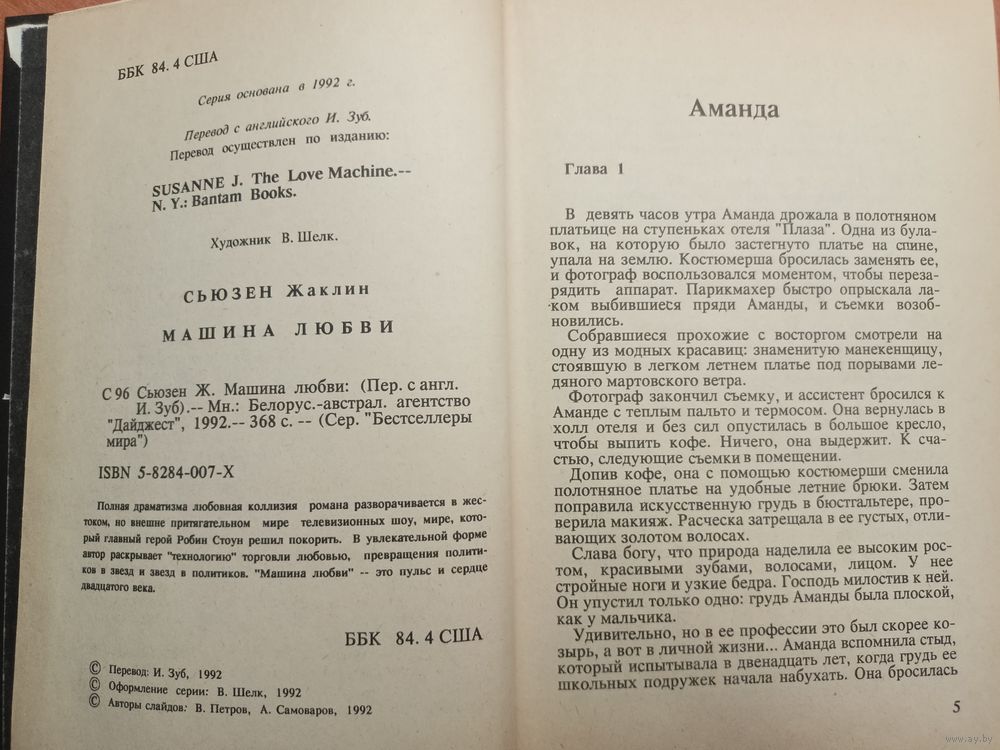 ББК 84. 4 США
Серия основана в 1992 г.
Перевод с английского И. Зуб.
Перевод осуществлен по изданию:
SUSANNE J. The Love Machine.--
N. Y.: Bantam Books.
Художник В. Шелк.
СЬЮЗЕН Жаклин
МАШИНА ЛЮБВИ
С 96 Сьюзен Ж. Машина любви: (Пер. с англ.
И. Зуб).-- Мн.: Белорус.-австрал. агентство
"Дайджест", 1992.-- 368 с. -- (Сер. "Бестселлеры
мира")
ISBN 5-8284-007-X
Полная драматизма любовная коллизия романа разворачивается в жес-
током, но внешне притягательном мире телевизионных шоу, мире, кото-
рый главный герой Робин Стоун решил покорить. В увлекательной форме
автор раскрывает "технологию" торговли любовью, превращения полити-
ков в звезд и звезд в политиков. "Машина любви" -- это пульс и сердце
двадцатого века.
ББК 84. 4 США
© Перевод: И. Зуб, 1992
© Оформление серии: В. Шелк, 1992
© Авторы слайдов: В. Петров, А. Самоваров, 1992
Аманда
Глава 1
В девять часов утра Аманда дрожала в полотняном
платьице на ступеньках отеля "Плаза". Одна из була-
вок, на которую было застегнуто платье на спине,
упала на землю. Костюмерша бросилась заменять ее,
и фотограф воспользовался моментом, чтобы переза-
рядить аппарат. Парикмахер быстро опрыскала ла-
ком выбившиеся пряди Аманды, и съемки возоб-
новились.
Собравшиеся прохожие с восторгом смотрели на
одну из модных красавиц: знаменитую манекенщицу,
стоявшую в легком летнем платье под порывами ле-
дяного мартовского ветра.
Фотограф закончил съемку, и ассистент бросился к
Аманде с теплым пальто и термосом. Она вернулась в
холл отеля и без сил опустилась в большое кресло,
чтобы выпить кофе. Ничего, она выдержит. К сча-
стью, следующие съемки в помещении.
Допив кофе, она с помощью костюмерши сменила
полотняное платье на удобные летние брюки. Затем
поправила искусственную грудь в бюстгальтере, про-
верила макияж. Расческа затрещала в ее густых, отли-
вающих золотом волосах.
Слава богу, что природа наделила ее высоким рос-
том, красивыми зубами, волосами, лицом. У нее
стройные ноги и узкие бедра. Господь милостив к ней.
Он упустил только одно: грудь Аманды была плоской,
как у мальчика.
Удивительно, но в ее профессии это был скорее ко-
зырь, а вот в личной жизни... Аманда вспомнила стыд,
который испытывала в двенадцать лет, когда грудь ее
школьных подружек начала набухать. Она бросилась
5
www.ay.by